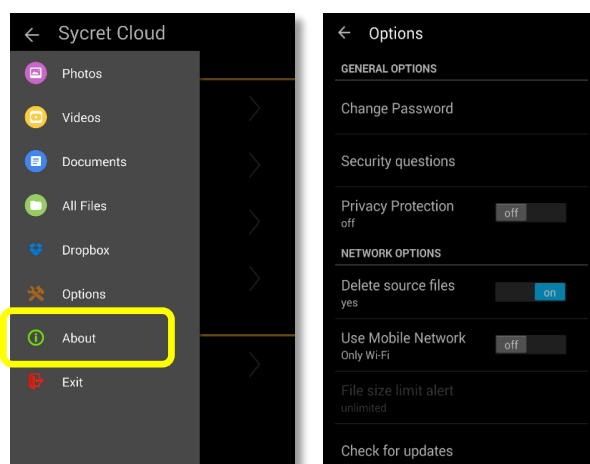 Sycret Cloud
Photos
Videos
Documents
All Files
Dropbox
Options
About
Exit
Options
GENERAL OPTIONS
Change Password
Security questions
Privacy Protection
off
off
NETWORK OPTIONS
Delete source files
yes
on
Use Mobile Network
Only Wi-Fi
off
File size limit alert
unlimited
Check for updates